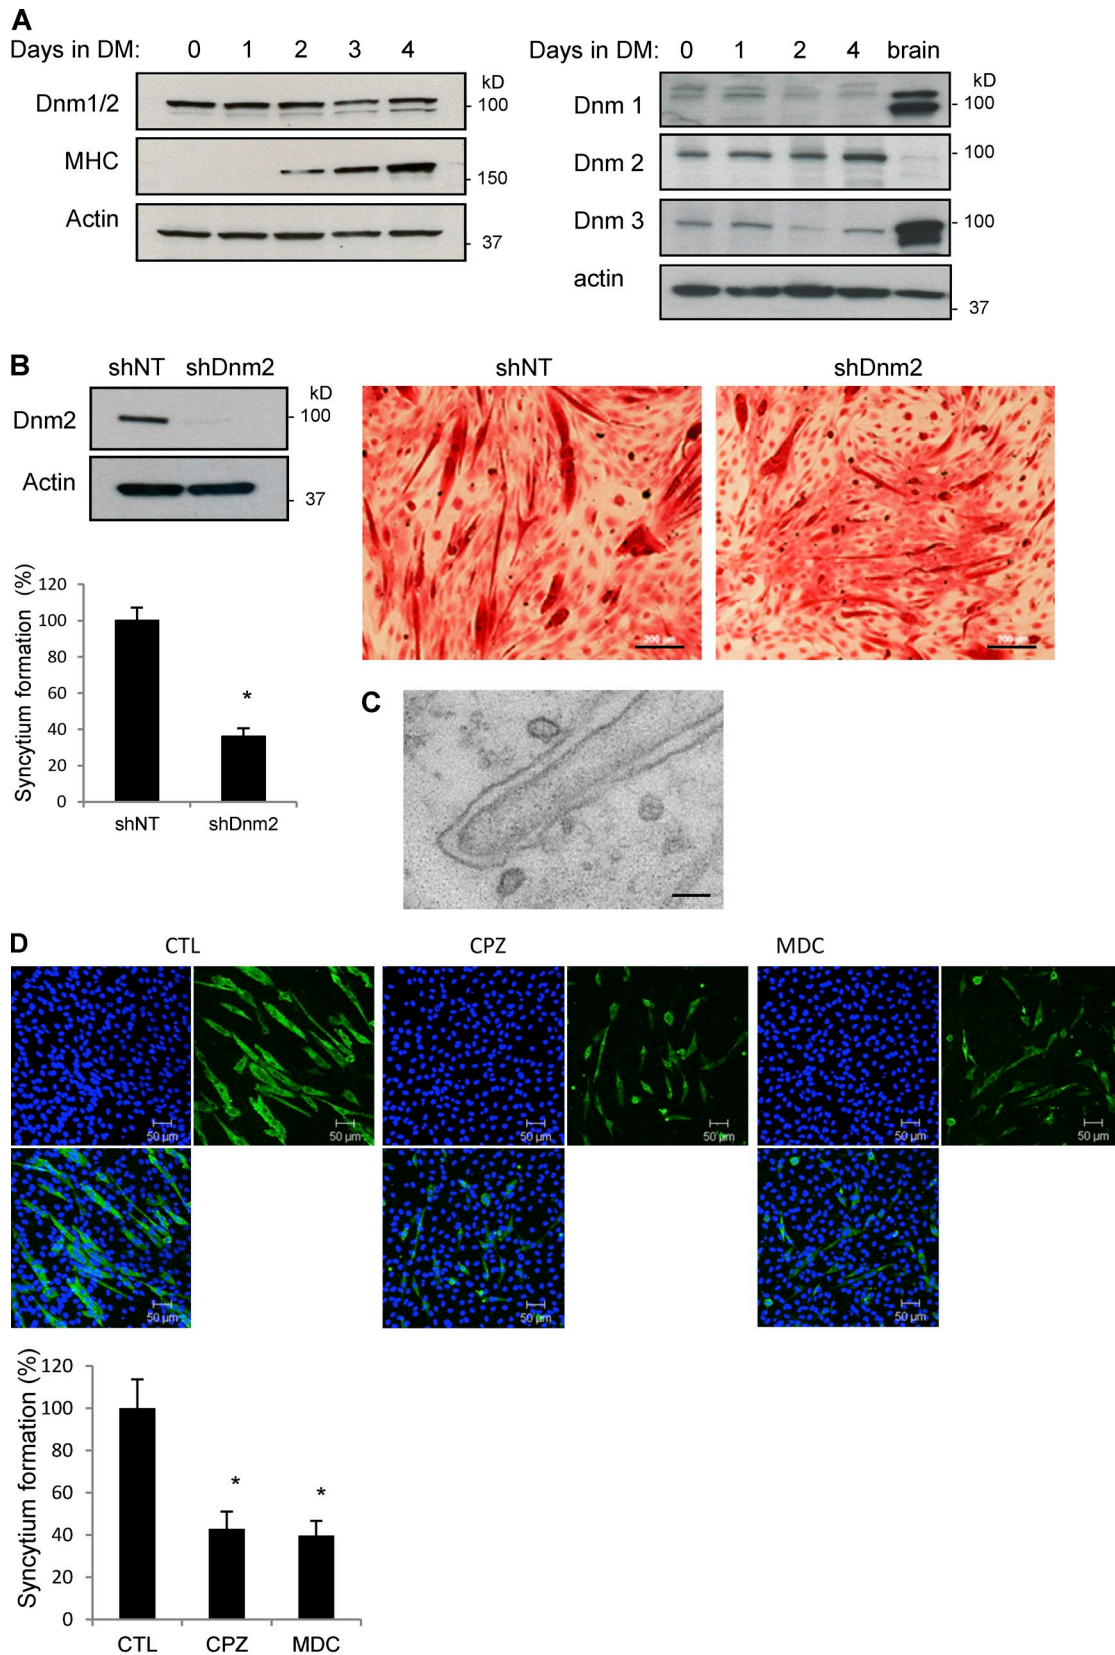 A
Days in DM: 0 1 2 3 4
kD
Dnm1/2
- 100
MHC
- 150
Actin
- 37
Days in DM: 0 1 2 4 brain
kD
Dnm 1
- 100
Dnm 2
- 100
Dnm 3
- 100
actin
- 37
B
shNT shDnm2
kD
Dnm2
- 100
Actin
- 37
shNT
shDnm2
200 µm
200 µm
Syncytium formation (%)
120
100
80
60
40
20
0
shNT shDnm2
*
C
D
CTL CPZ MDC
50 µm 50 µm 50 µm 50 µm 50 µm 50 µm
50 µm 50 µm 50 µm
Syncytium formation (%)
120
100
80
60
40
20
0
* *
CTL CPZ MDC